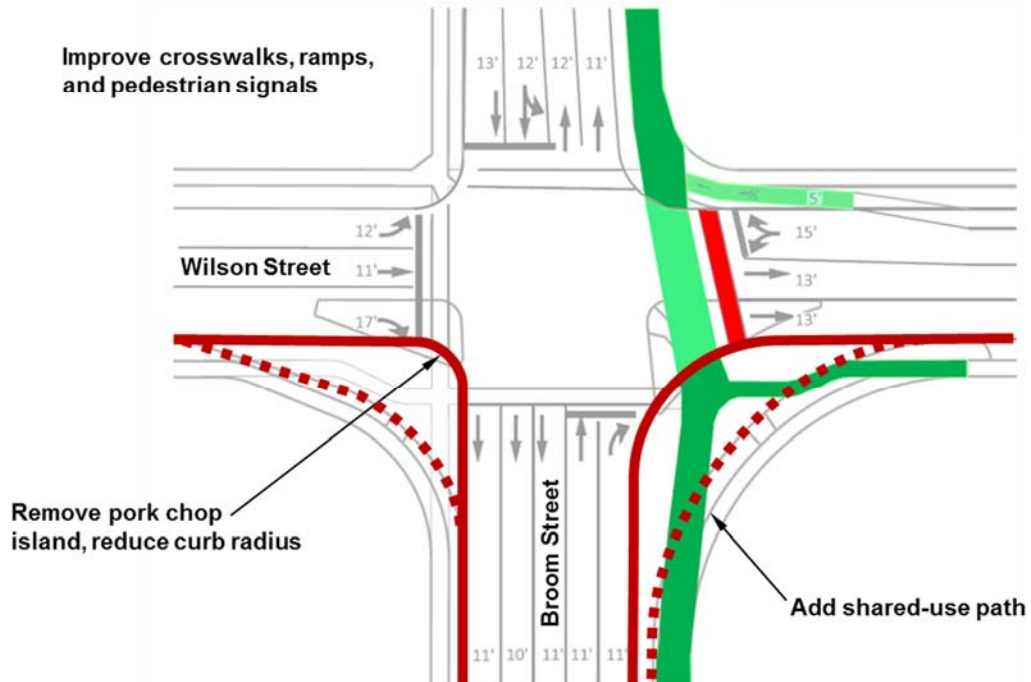 Improve crosswalks, ramps,
and pedestrian signals
13' 12' 12' 11'
5'
12'
15'
Wilson Street
11'
13'
17'
13'
Remove pork chop
island, reduce curb radius
Broom Street
Add shared-use path
11' 10' 11' 11' 11'